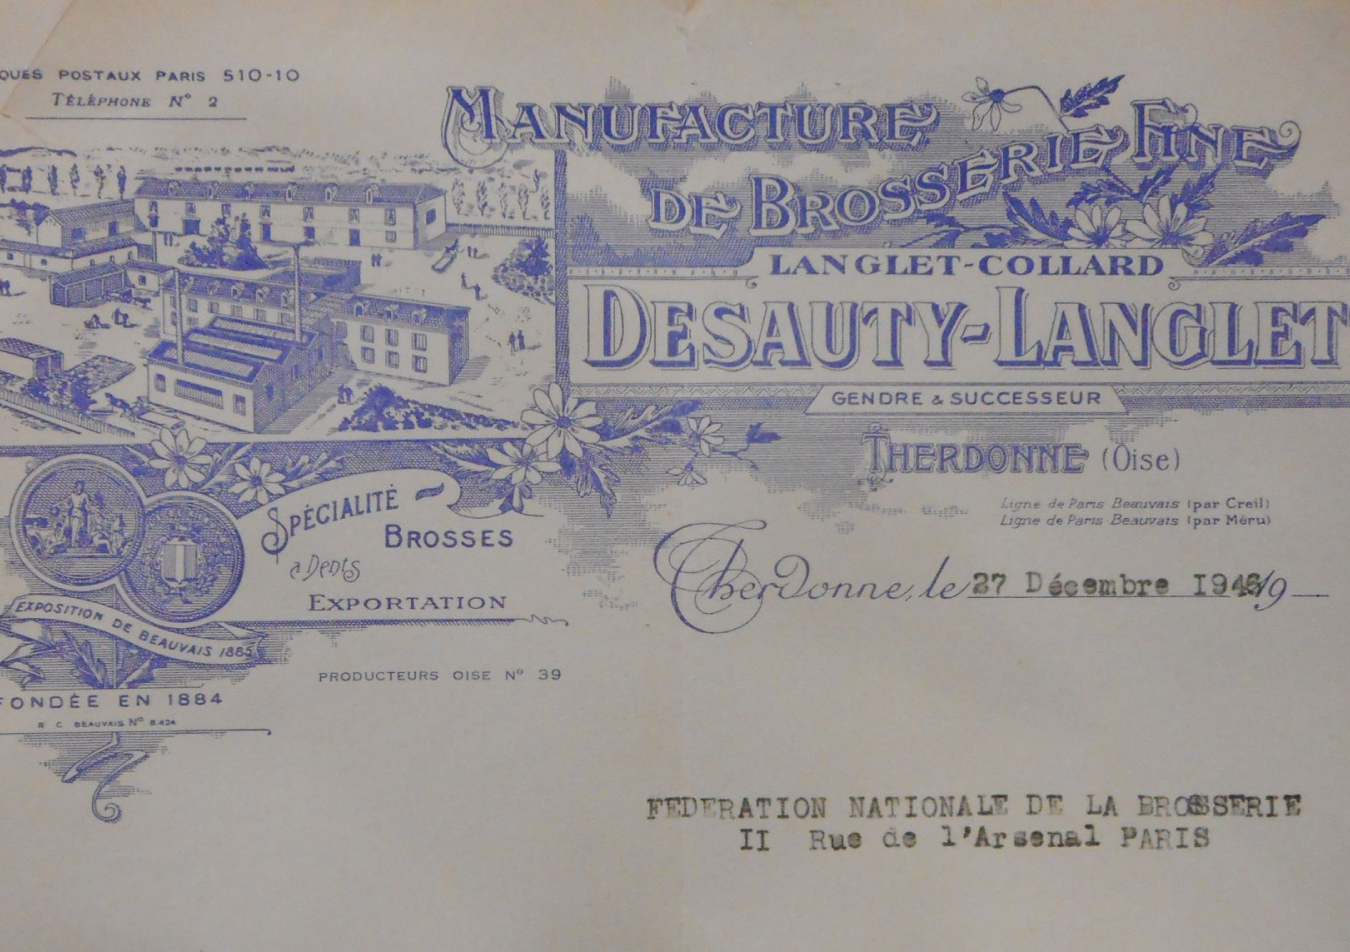 QUES POSTAUX PARIS 510-10
TÉLÉPHONE N° 2
MANUFACTURE
DE BROSSERIE FINE
LANGLET-COLLARD
DESAUTY-LANGLET
GENDRE & SUCCESSEUR
THERDONNE (Oise)
Ligne de Paris Beauvais (par Creil)
Ligne de Paris Beauvais (par Méru)
SPÉCIALITÉ
BROSSES
à Dents
EXPORTATION
EXPOSITION DE BEAUVAIS 1885
PRODUCTEURS OISE N° 39
FONDÉE EN 1884
R. C. BEAUVAIS N° 8.424
Therdonne, le 27 Décembre 1946 19
FEDERATION NATIONALE DE LA BROSSERIE
II Rue de l'Arsenal PARIS